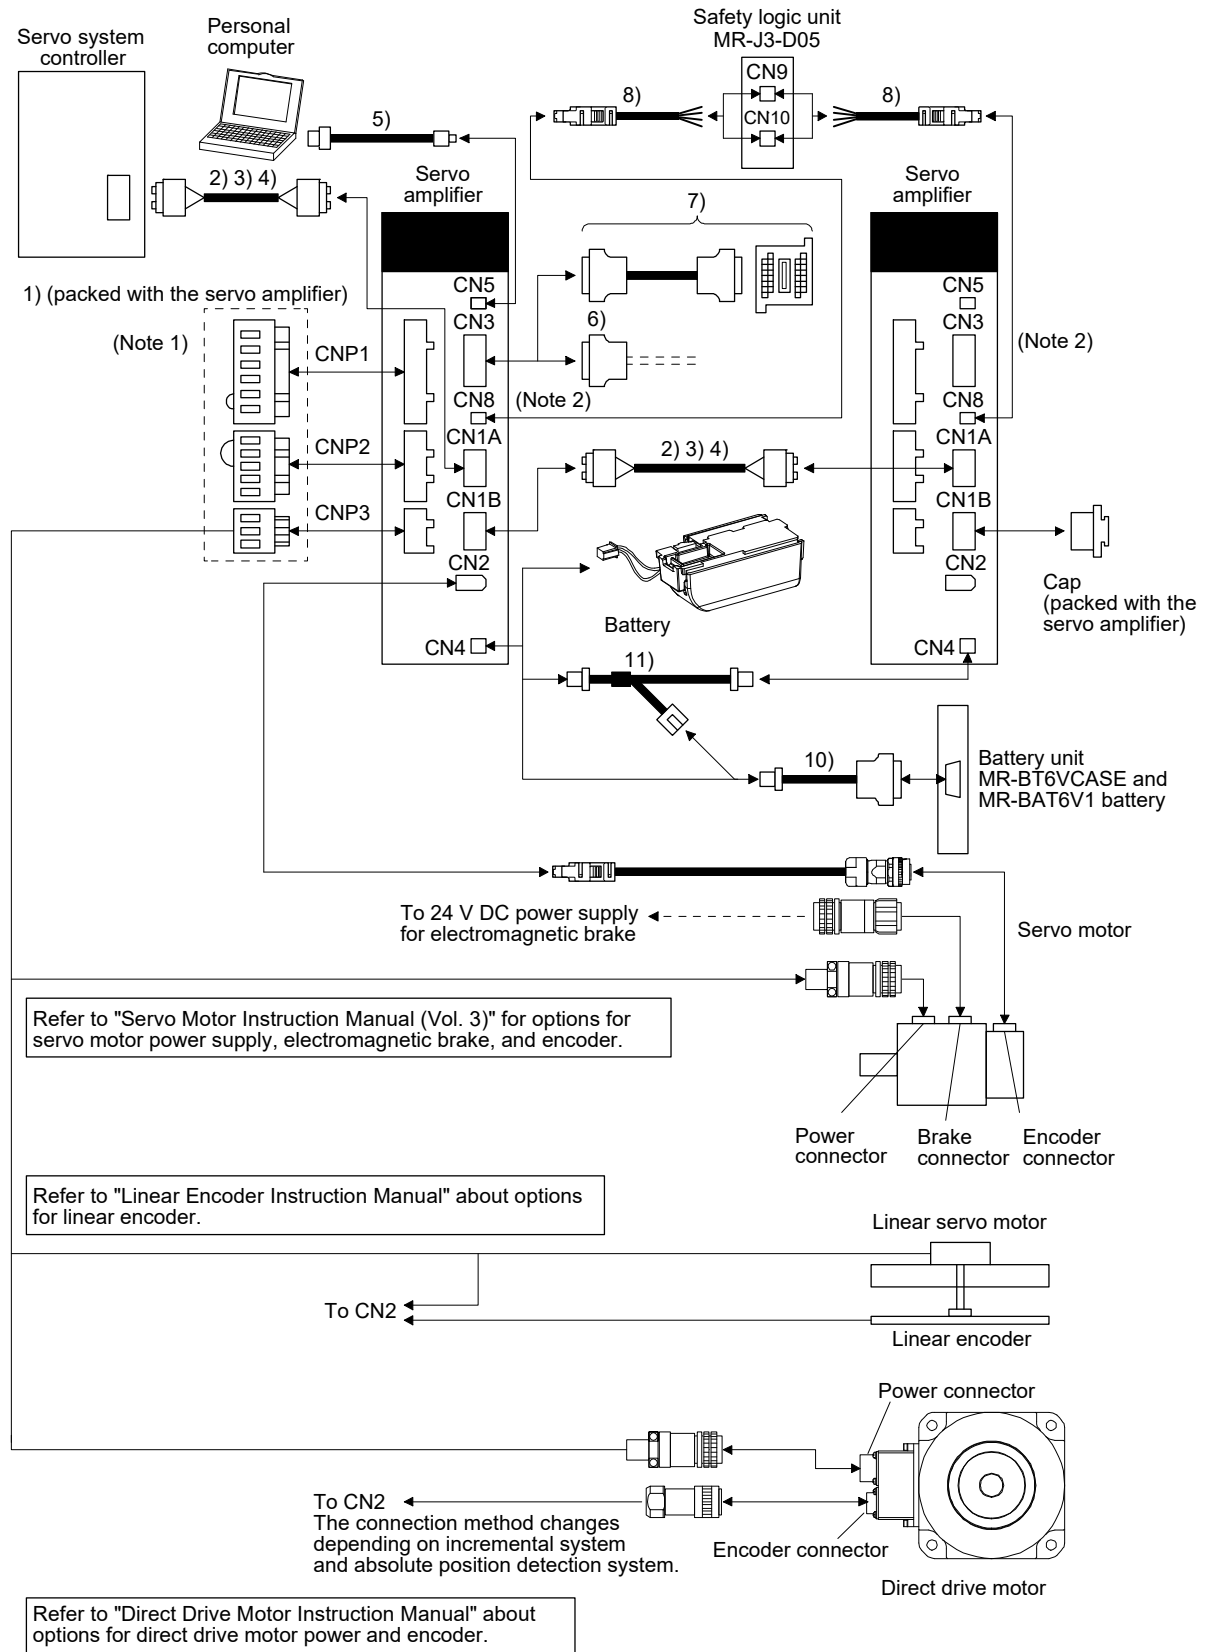 Safety logic unit
MR-J3-D05
Servo system
controller
Personal
computer
CN9
CN10
8)
8)
5)
2) 3) 4)
Servo
amplifier
Servo
amplifier
7)
1) (packed with the servo amplifier)
(Note 1)
CN5
CN5
6)
CNP1
CN3
CN3
(Note 2)
CN8
(Note 2)
CN8
CNP2
CN1A
2) 3) 4)
CN1A
CNP3
CN1B
CN1B
CN2
CN2
Cap
(packed with the
servo amplifier)
Battery
CN4
CN4
11)
10)
Battery unit
MR-BT6VCASE and
MR-BAT6V1 battery
To 24 V DC power supply
for electromagnetic brake
Servo motor
Refer to "Servo Motor Instruction Manual (Vol. 3)" for options for
servo motor power supply, electromagnetic brake, and encoder.
Power
connector
Brake
connector
Encoder
connector
Refer to "Linear Encoder Instruction Manual" about options
for linear encoder.
Linear servo motor
To CN2
Linear encoder
Power connector
To CN2
The connection method changes
depending on incremental system
and absolute position detection system.
Encoder connector
Direct drive motor
Refer to "Direct Drive Motor Instruction Manual" about
options for direct drive motor power and encoder.